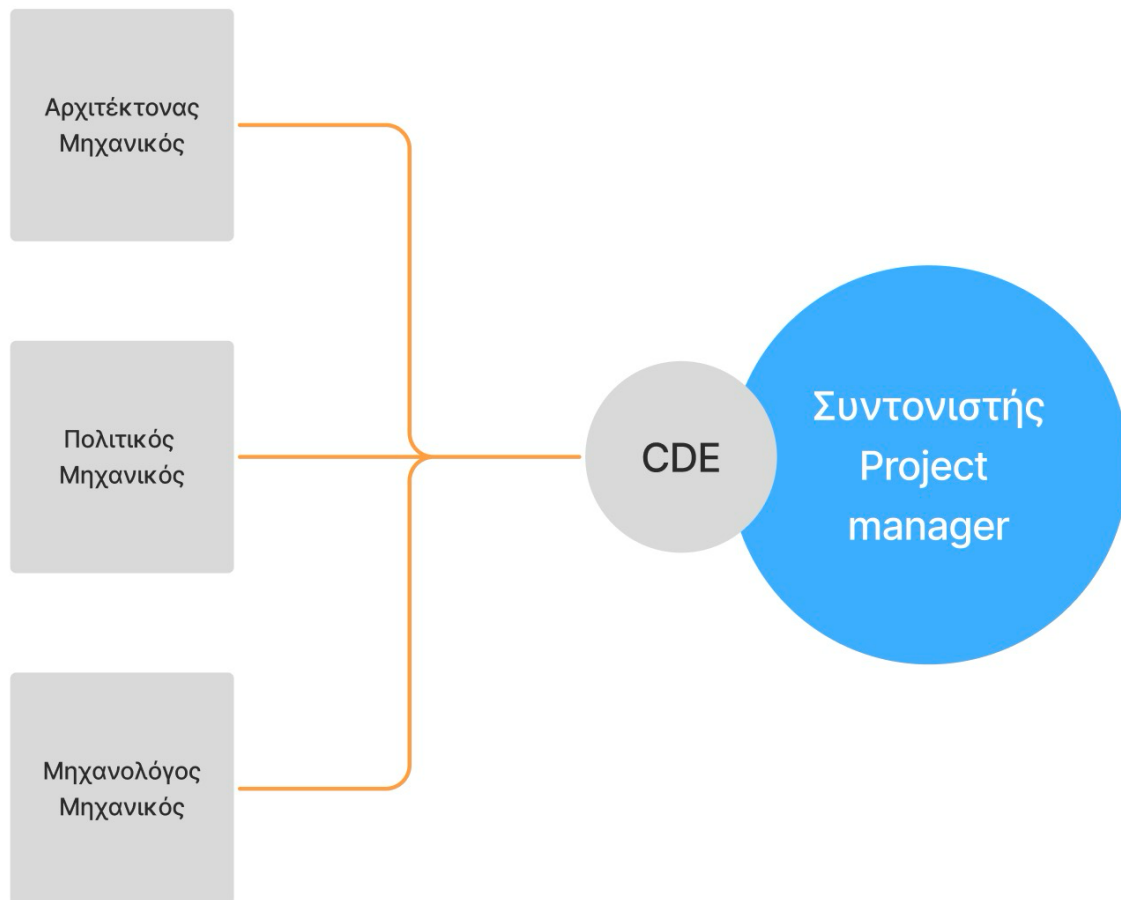 Αρχιτέκτονας
Μηχανικός
Πολιτικός
Μηχανικός
Μηχανολόγος
Μηχανικός
CDE
Συντονιστής
Project
manager